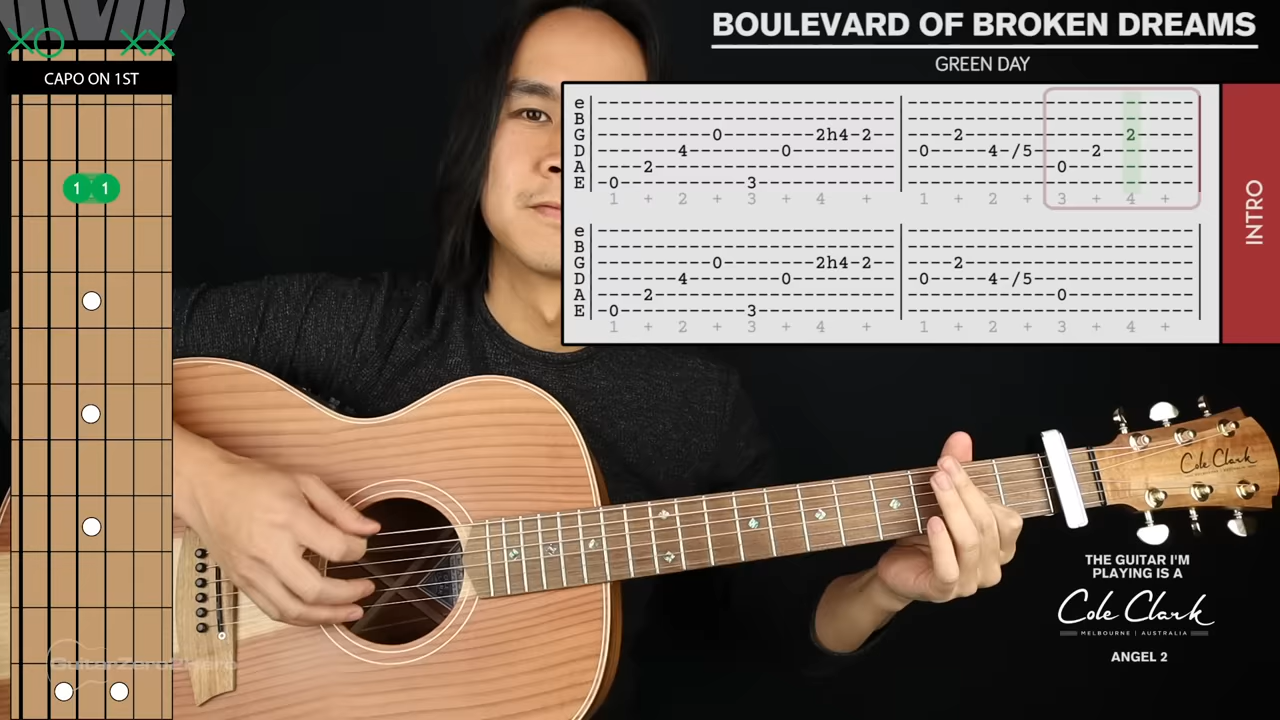 BOULEVARD OF BROKEN DREAMS
GREEN DAY
XO XX
CAPO ON 1ST
1 1
e|--------------------------|-----------------|
B|--------------------------|-----------------|
G|-------0-----2h4-2--|---2---------2----|
D|-----4-----0----------|-0---4-/5---2------|
A|---2-------------------|-----------0--------|
E|-0-------3-------------|--------------------|
1 + 2 + 3 + 4 + 1 + 2 + 3 + 4 +
e|--------------------------|-----------------|
B|--------------------------|-----------------|
G|-------0-----2h4-2--|---2--------------|
D|-----4-----0----------|-0---4-/5----------|
A|---2-------------------|-----------0--------|
E|-0-------3-------------|--------------------|
1 + 2 + 3 + 4 + 1 + 2 + 3 + 4 +
INTRO
Cole Clark
THE GUITAR I'M
PLAYING IS A
Cole Clark
MELBOURNE | AUSTRALIA
ANGEL 2
GuitarZero2Hero